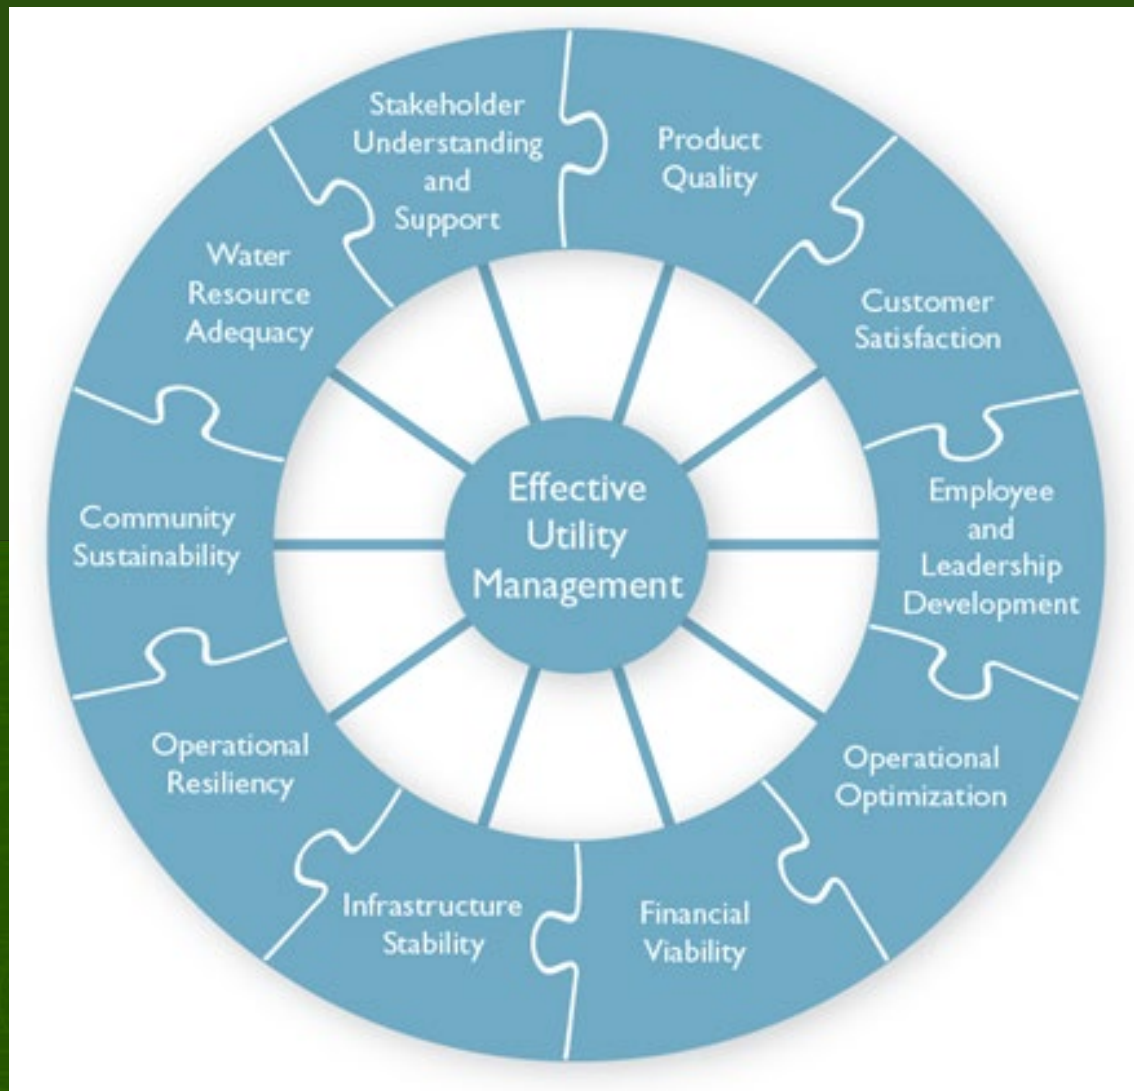 Stakeholder
Understanding
and
Support
Product
Quality
Customer
Satisfaction
Employee
and
Leadership
Development
Operational
Optimization
Financial
Viability
Infrastructure
Stability
Operational
Resiliency
Community
Sustainability
Water
Resource
Adequacy
Effective
Utility
Management